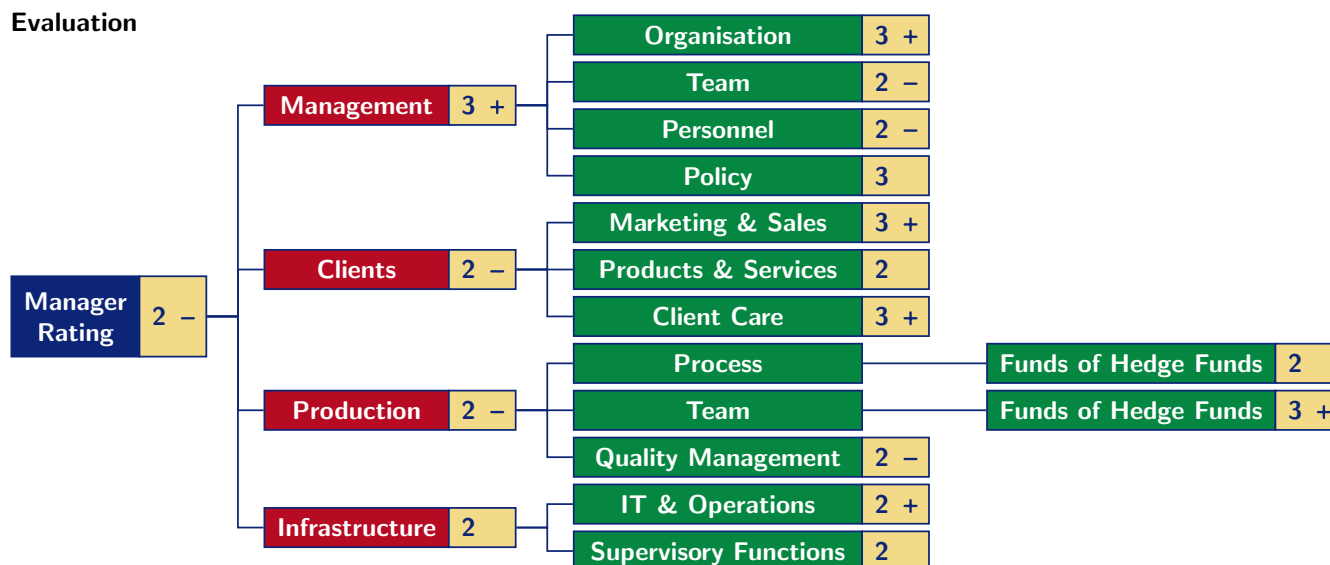 Evaluation
Organisation 3 +
Team 2 –
Management 3 +
Personnel 2 –
Policy 3
Marketing & Sales 3 +
Clients 2 –
Products & Services 2
Client Care 3 +
Manager
Rating
2 –
Process
Funds of Hedge Funds 2
Production 2 –
Team
Funds of Hedge Funds 3 +
Quality Management 2 –
IT & Operations 2 +
Infrastructure 2
Supervisory Functions 2